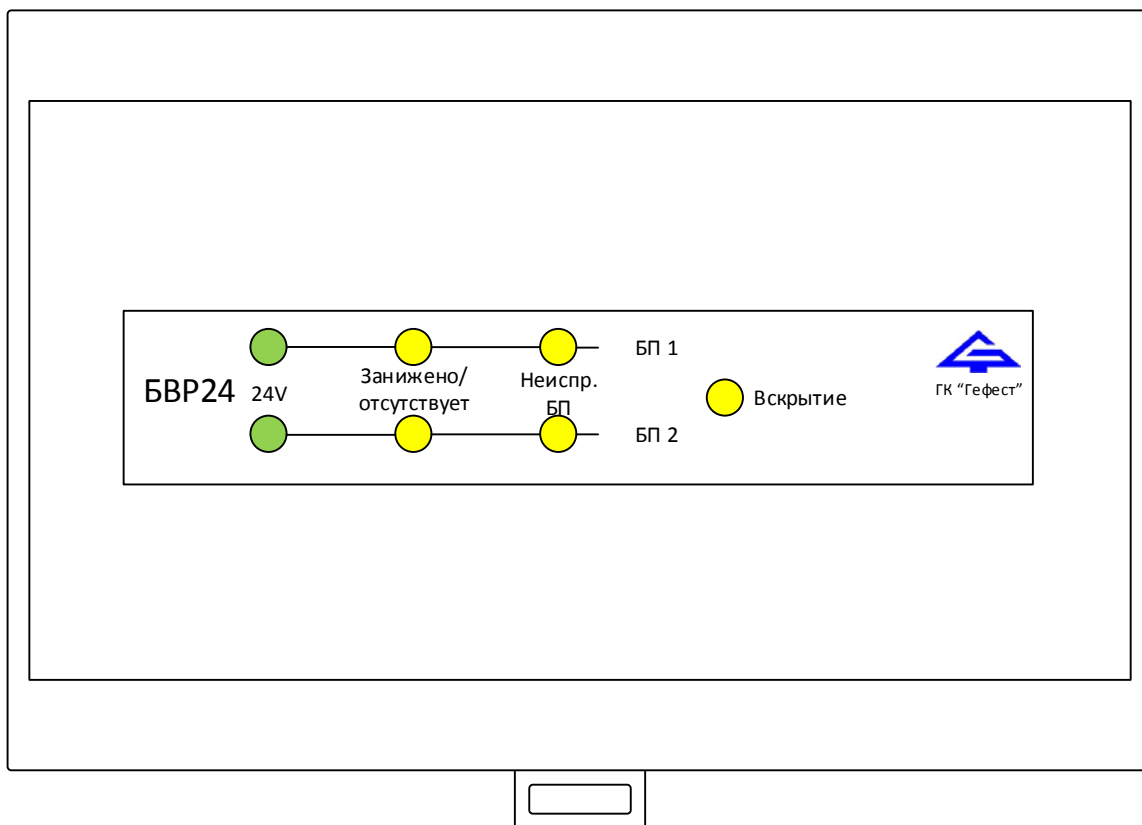 БП 1
Занижено/
отсутствует
Неиспр.
БП
БВР24
24V
Вскрытие
ГК “Гефест”
БП 2